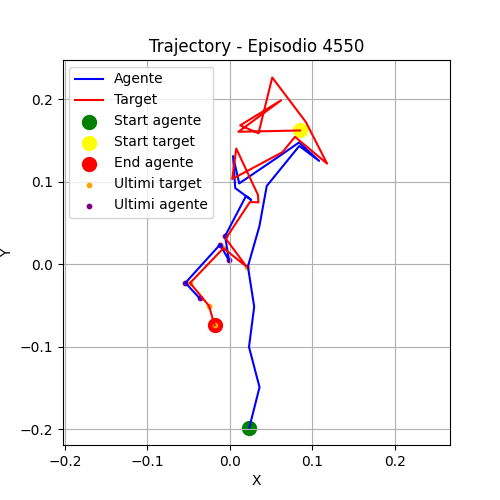 Trajectory - Episodio 4550
Agente
Target
Start agente
Start target
End agente
Ultimi target
Ultimi agente
0.2
0.1
0.0
−0.1
−0.2
Y
−0.2
−0.1
0.0
0.1
0.2
X